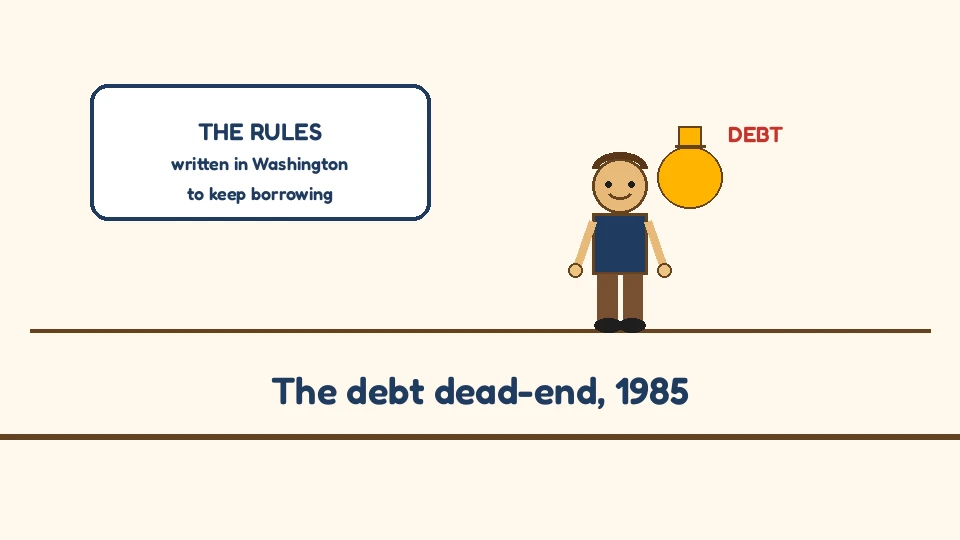 THE RULES
written in Washington
to keep borrowing
DEBT
The debt dead-end, 1985